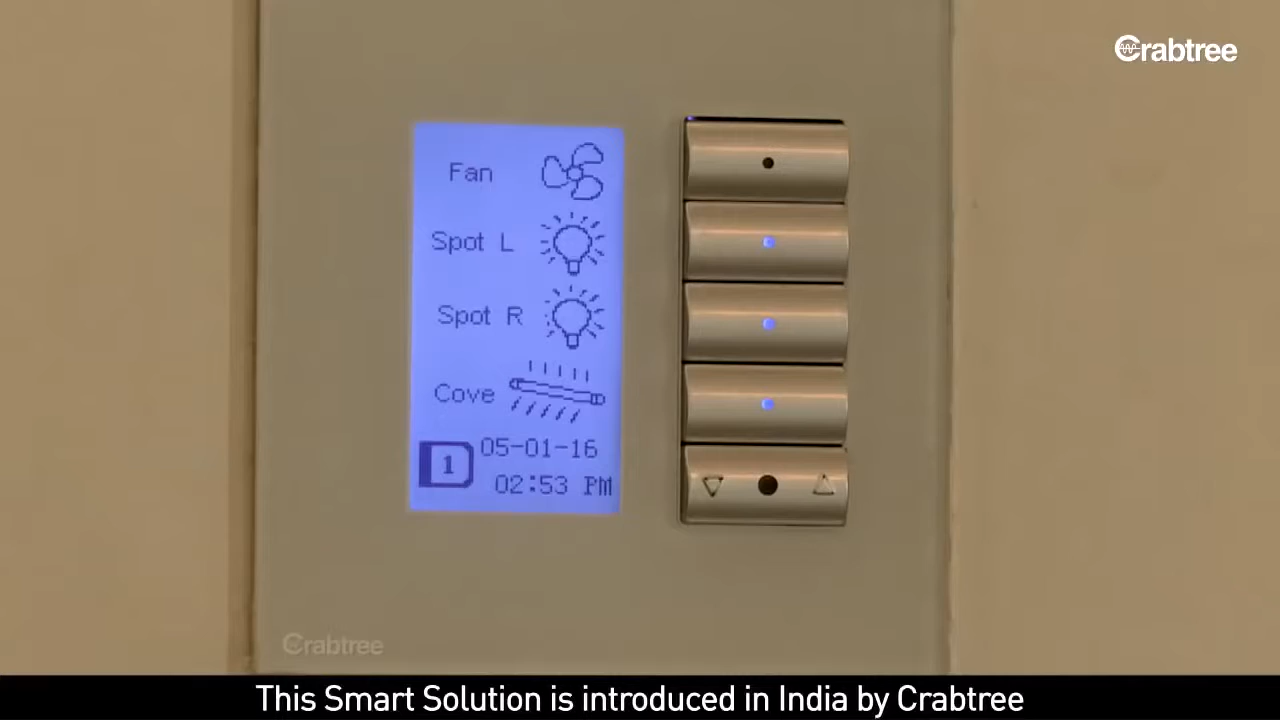 Crabtree
Fan
Spot L
Spot R
Cove
1
05-01-16
02:53 PM
Crabtree
This Smart Solution is introduced in India by Crabtree